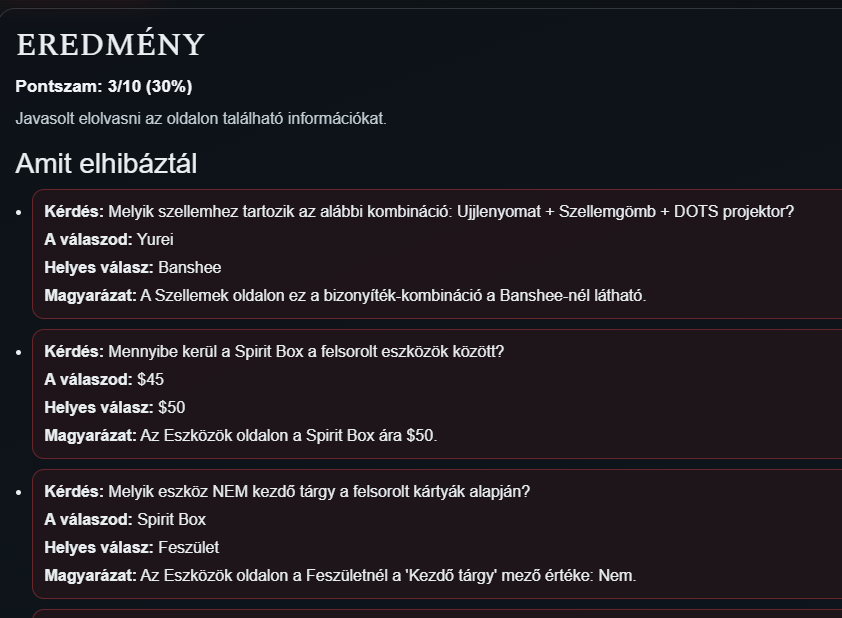 EREDMÉNY
Pontszam: 3/10 (30%)
Javasolt elolvasni az oldalon található információkat.
Amit elhibáztál
Kérdés: Melyik szellemhez tartozik az alábbi kombináció: Ujjlenyomat + Szellemgömb + DOTS projektor?
A válaszod: Yurei
Helyes válasz: Banshee
Magyarázat: A Szellemek oldalon ez a bizonyíték-kombináció a Banshee-nél látható.
Kérdés: Mennyibe kerül a Spirit Box a felsorolt eszközök között?
A válaszod: $45
Helyes válasz: $50
Magyarázat: Az Eszközök oldalon a Spirit Box ára $50.
Kérdés: Melyik eszköz NEM kezdő tárgy a felsorolt kártyák alapján?
A válaszod: Spirit Box
Helyes válasz: Feszület
Magyarázat: Az Eszközök oldalon a Feszületnél a 'Kezdő tárgy' mező értéke: Nem.